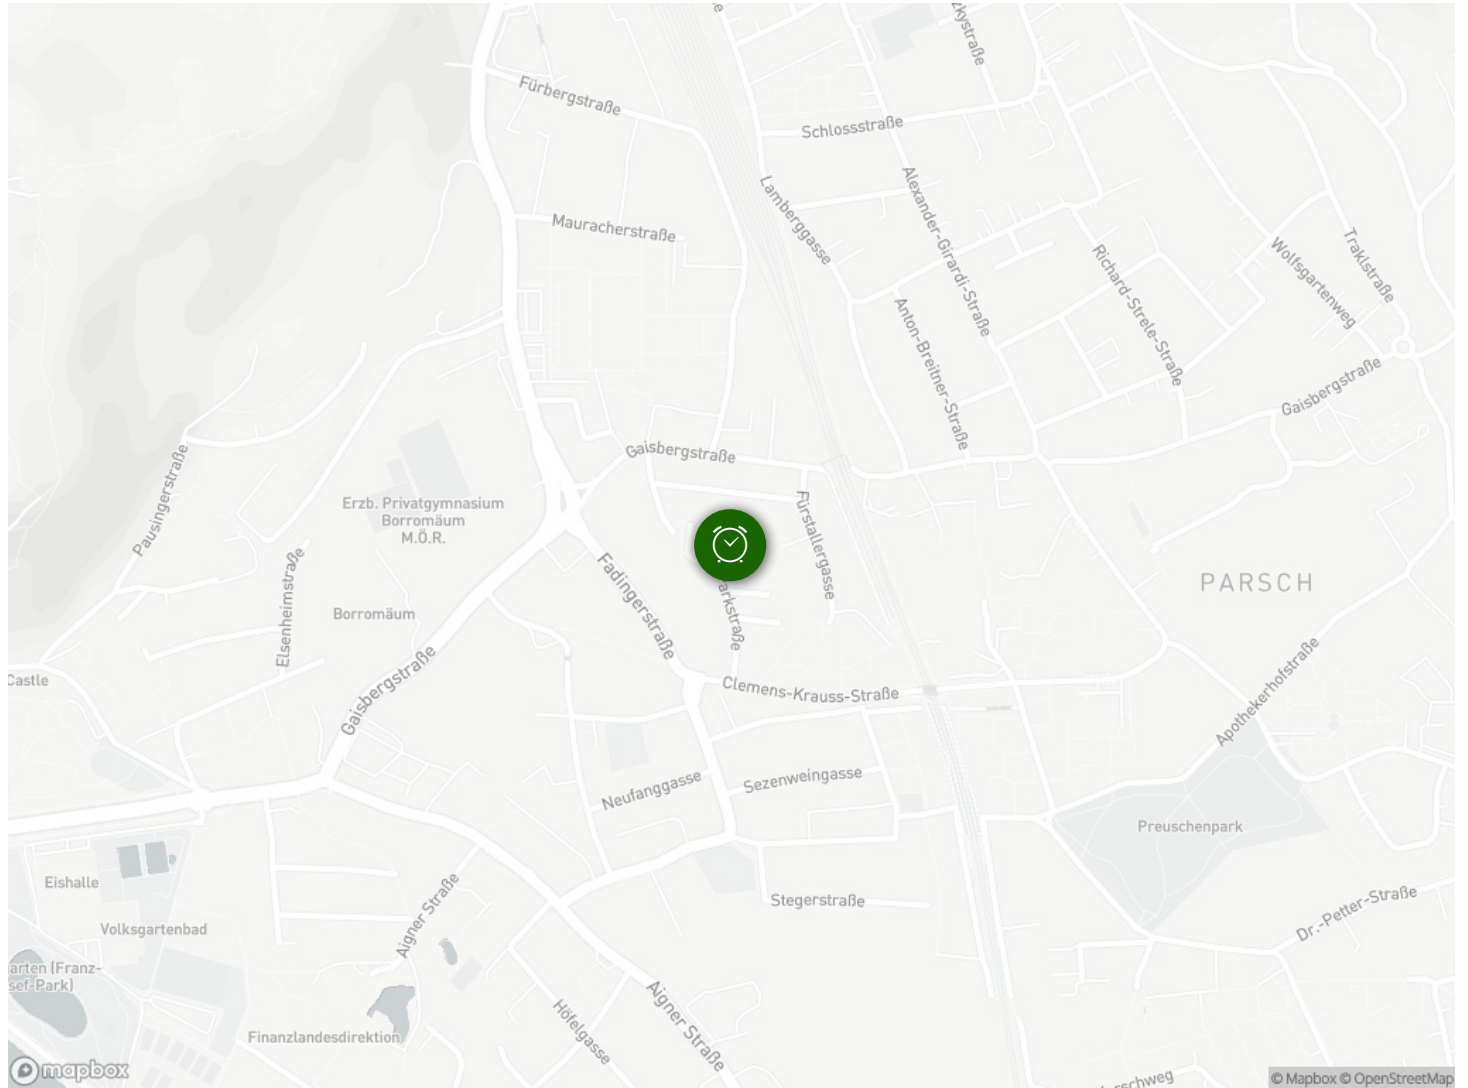 zkystraße
Fürbergstraße
Schlossstraße
Lamberggasse
Alexander-Girardi-Straße
Mauracherstraße
Traklstraße
Wolfsgartenweg
Richard-Strele-Straße
Anton-Breitner-Straße
Gaisbergstraße
Gaisbergstraße
Pausingerstraße
Erzb. Privatgymnasium
Borromäum
M.Ö.R.
Fürstallergasse
Fadingerstraße
Elsenheimstraße
Borromäum
arkstraße
PARSCH
Castle
Gaisbergstraße
Clemens-Krauss-Straße
Apothekerhofstraße
Neufanggasse
Sezenweingasse
Preuschenpark
Eishalle
Aigner Straße
Stegerstraße
Dr.-Petter-Straße
Volksgartenbad
arten (Franz-
sef-Park)
Finanzlandesdirektion
Höfelgasse
Aigner Straße
mapbox
© Mapbox © OpenStreetMap